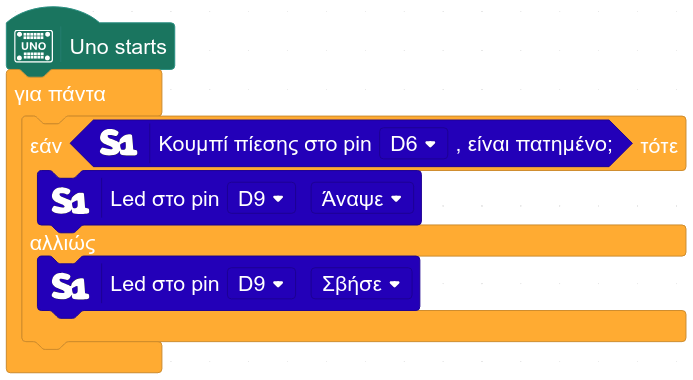 UNO Uno starts
για πάντα
εάν S1 Κουμπί πίεσης στο pin D6 , είναι πατημένο; τότε
S1 Led στο pin D9 Άναψε
αλλιώς
S1 Led στο pin D9 Σβήσε